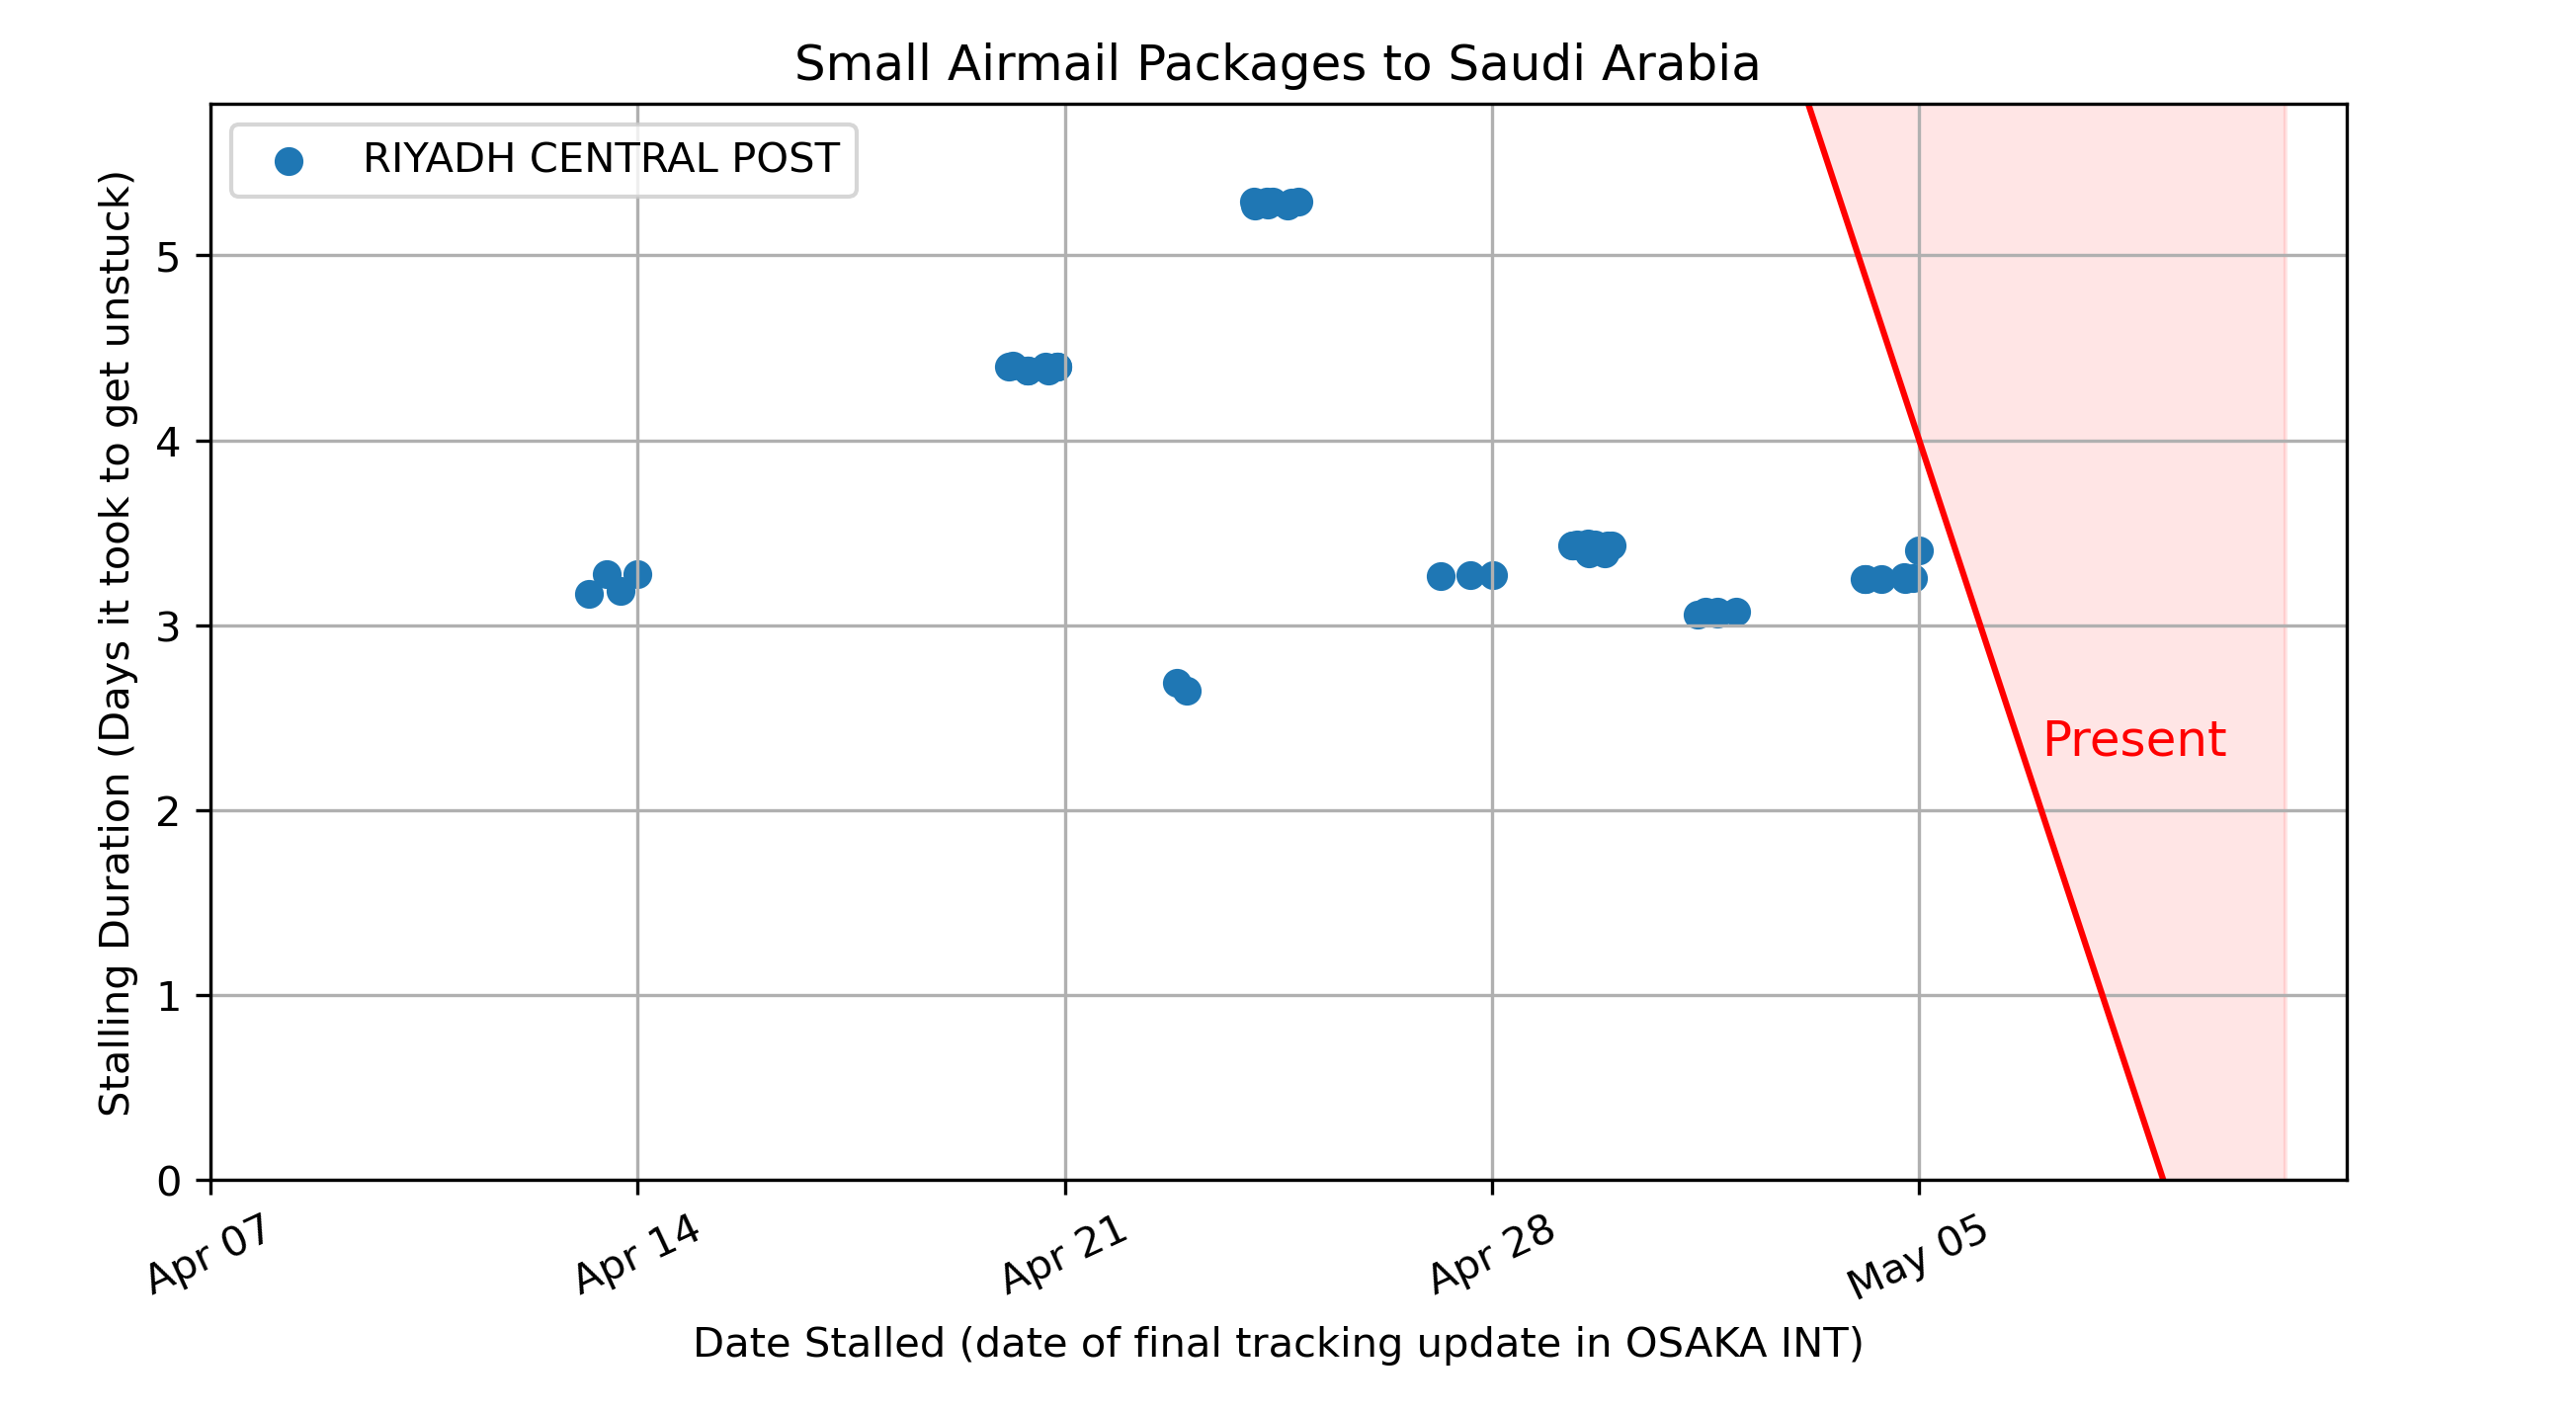 Small Airmail Packages to Saudi Arabia
RIYADH CENTRAL POST
Stalling Duration (Days it took to get unstuck)
5
4
3
2
1
0
Present
Apr 07
Apr 14
Apr 21
Apr 28
May 05
Date Stalled (date of final tracking update in OSAKA INT)